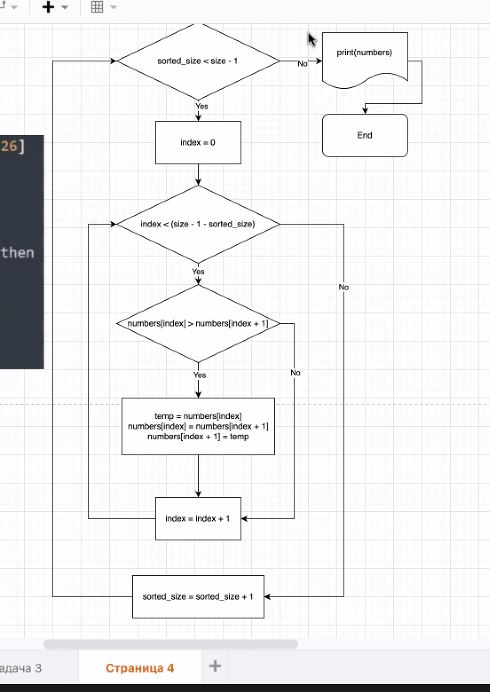 sorted_size < size - 1
No
print(numbers)
Yes
26]
index = 0
End
index < (size - 1 - sorted_size)
then
Yes
No
numbers[index] > numbers[index + 1]
No
Yes
temp = numbers[index]
numbers[index] = numbers[index + 1]
numbers[index + 1] = temp
index = index + 1
sorted_size = sorted_size + 1
адача 3
Страница 4